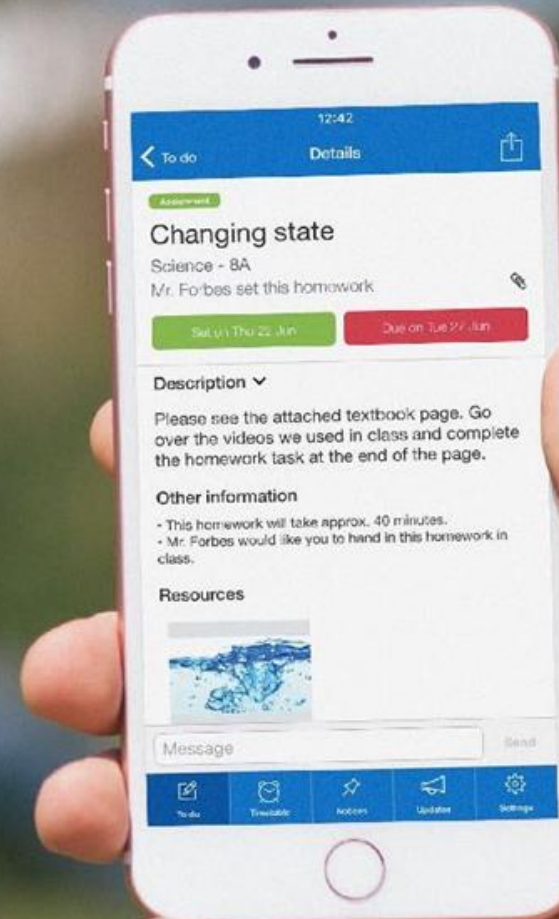 12:42
To do
Details
Assignment
Changing state
Science - 8A
Mr. Forbes set this homework
Set on Thu 22 Jun
Due on Tue 27 Jun
Description
Please see the attached textbook page. Go
over the videos we used in class and complete
the homework task at the end of the page.
Other information
- This homework will take approx. 40 minutes.
- Mr. Forbes would like you to hand in this homework in
class.
Resources
Message
Send
To do
Timetable
Notices
Updates
Settings